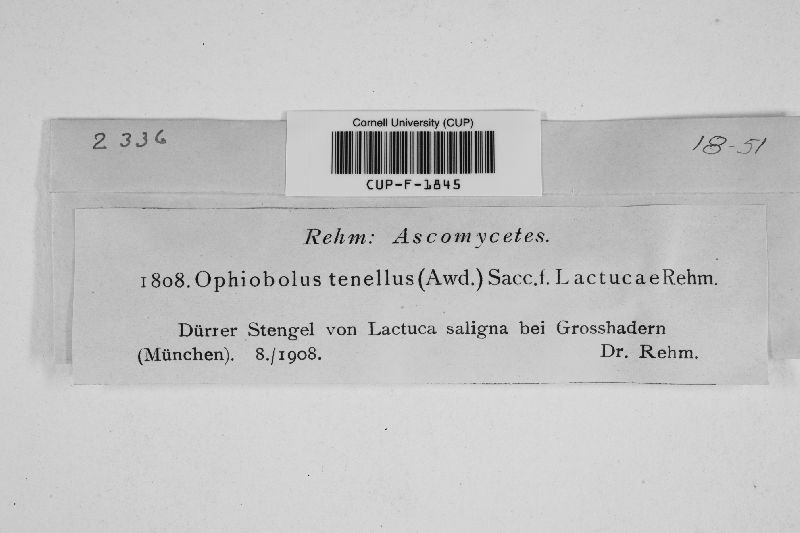 Cornell University (CUP)
CUP-F-1845
2336
18-51
Rehm: Ascomycetes.
1808. Ophiobolus tenellus (Awd.) Sacc. f. Lactucae Rehm.
Dürrer Stengel von Lactuca saligna bei Grosshadern
(München). 8./1908. Dr. Rehm.